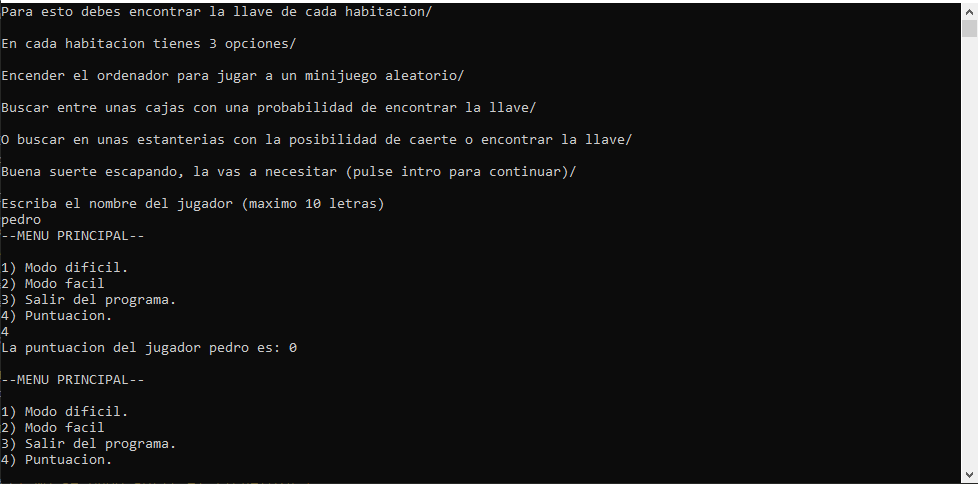 Para esto debes encontrar la llave de cada habitacion/
En cada habitacion tienes 3 opciones/
Encender el ordenador para jugar a un minijuego aleatorio/
Buscar entre unas cajas con una probabilidad de encontrar la llave/
O buscar en unas estanterias con la posibilidad de caerte o encontrar la llave/
Buena suerte escapando, la vas a necesitar (pulse intro para continuar)/
Escriba el nombre del jugador (maximo 10 letras)
pedro
--MENU PRINCIPAL--
1) Modo dificil.
2) Modo facil
3) Salir del programa.
4) Puntuacion.
4
La puntuacion del jugador pedro es: 0
--MENU PRINCIPAL--
1) Modo dificil.
2) Modo facil
3) Salir del programa.
4) Puntuacion.